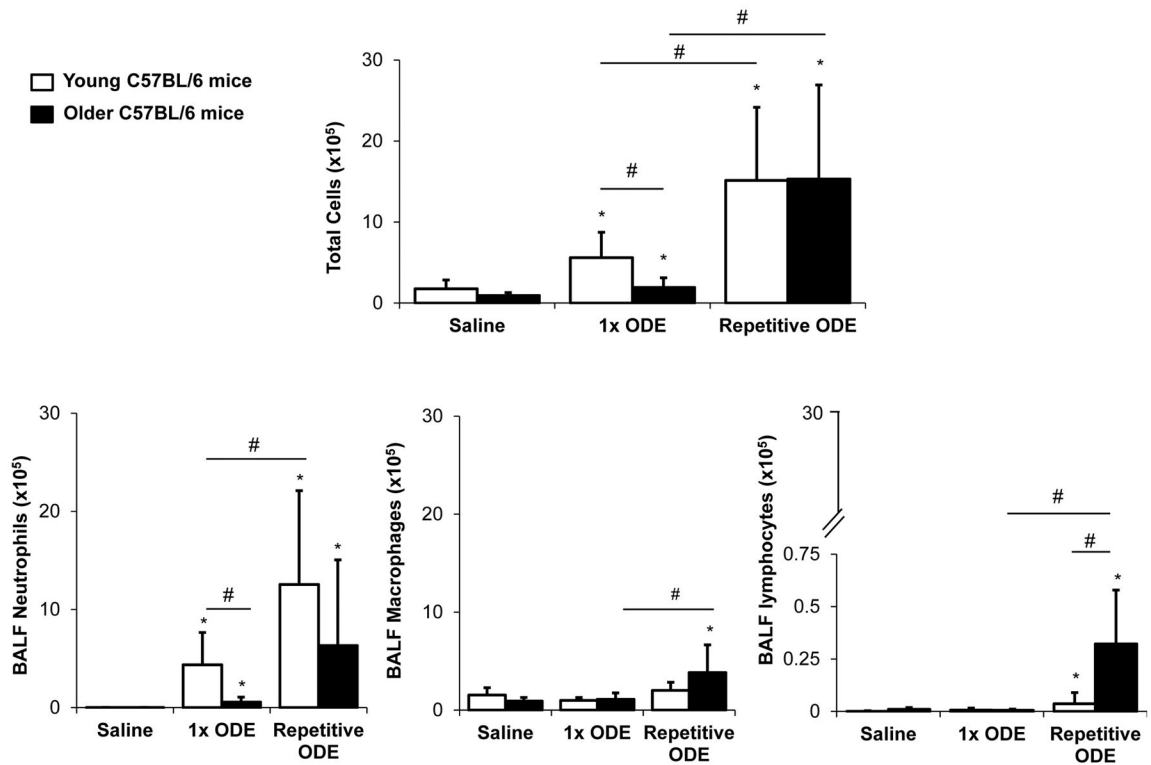 Young C57BL/6 mice
Older C57BL/6 mice
Total Cells (x10⁵)
30
20
10
0
#
#
#
*
*
*
*
Saline
1x ODE
Repetitive ODE
BALF Neutrophils (x10⁵)
30
20
10
0
#
#
*
*
*
*
Saline
1x ODE
Repetitive
ODE
BALF Macrophages (x10⁵)
30
20
10
0
#
*
Saline
1x ODE
Repetitive
ODE
BALF lymphocytes (x10⁵)
30
0.75
0.5
0.25
0
#
#
*
*
Saline
1x ODE
Repetitive
ODE